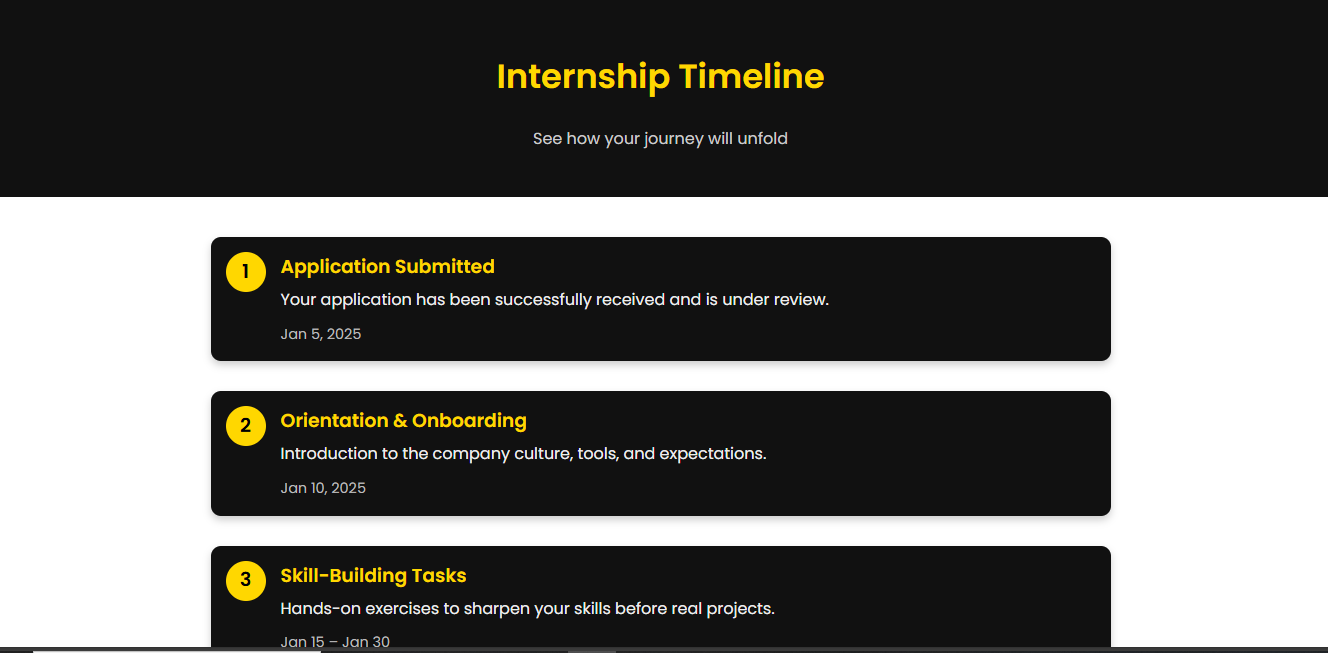 Internship Timeline
See how your journey will unfold
1
Application Submitted
Your application has been successfully received and is under review.
Jan 5, 2025
2
Orientation & Onboarding
Introduction to the company culture, tools, and expectations.
Jan 10, 2025
3
Skill-Building Tasks
Hands-on exercises to sharpen your skills before real projects.
Jan 15 – Jan 30